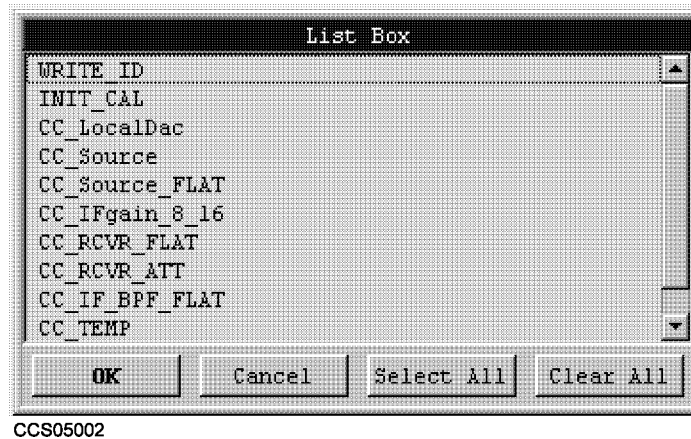 List Box
WRITE_ID
INIT_CAL
CC_LocalDac
CC_Source
CC_Source_FLAT
CC_IFgain_8_16
CC_RCVR_FLAT
CC_RCVR_ATT
CC_IF_BPF_FLAT
CC_TEMP
OK Cancel Select All Clear All
CCS05002